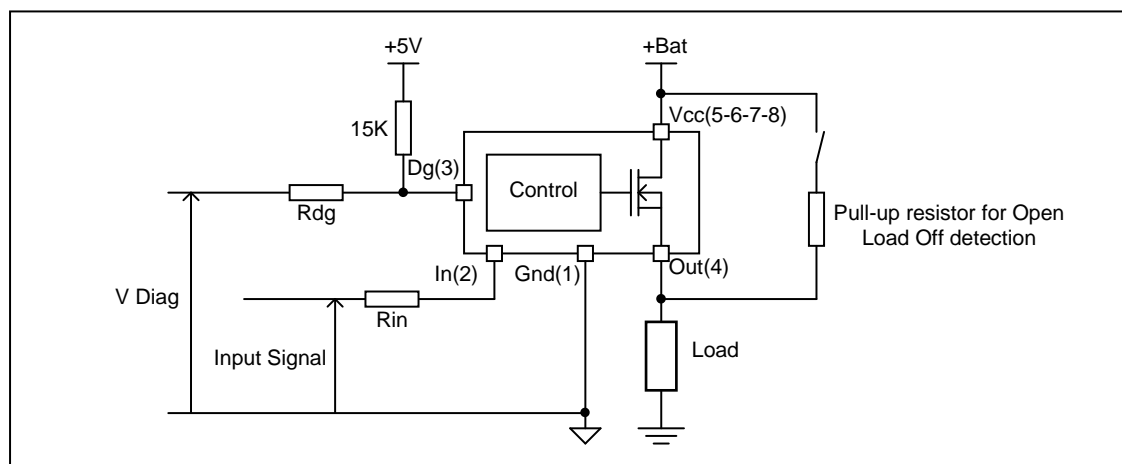 +5V
+Bat
15K
Vcc(5-6-7-8)
Dg(3)
Control
Rdg
Pull-up resistor for Open
Load Off detection
In(2)
Gnd(1)
Out(4)
V Diag
Rin
Input Signal
Load